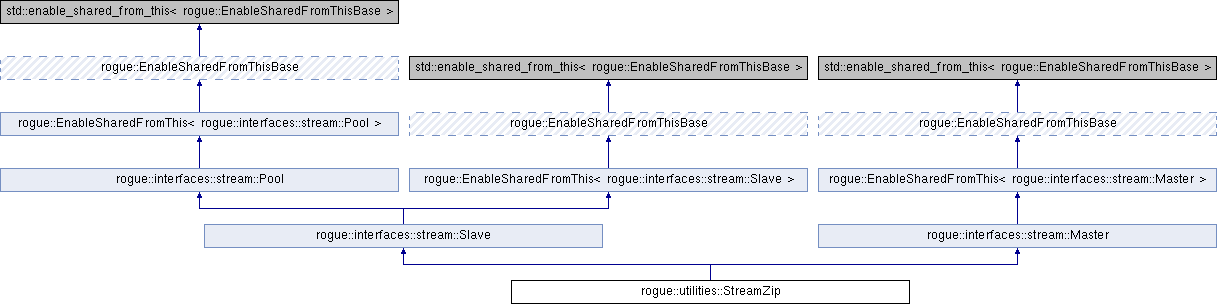 std::enable_shared_from_this< rogue::EnableSharedFromThisBase >
rogue::EnableSharedFromThisBase
std::enable_shared_from_this< rogue::EnableSharedFromThisBase >
std::enable_shared_from_this< rogue::EnableSharedFromThisBase >
rogue::EnableSharedFromThis< rogue::interfaces::stream::Pool >
rogue::EnableSharedFromThisBase
rogue::EnableSharedFromThisBase
rogue::interfaces::stream::Pool
rogue::EnableSharedFromThis< rogue::interfaces::stream::Slave >
rogue::EnableSharedFromThis< rogue::interfaces::stream::Master >
rogue::interfaces::stream::Slave
rogue::interfaces::stream::Master
rogue::utilities::StreamZip